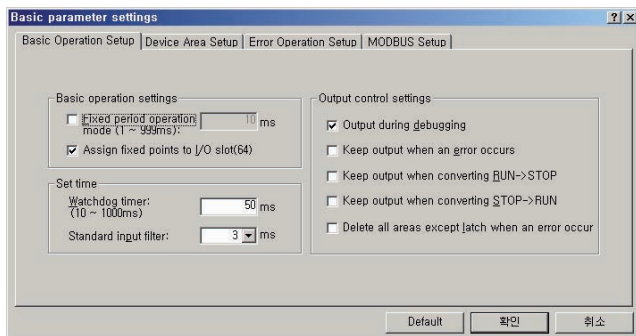 Basic parameter settings
Basic Operation Setup
Device Area Setup
Error Operation Setup
MODBUS Setup
Basic operation settings
Fixed period operation
mode (1 ~ 999ms):
10 ms
Assign fixed points to I/O slot(64)
Set time
Watchdog timer:
(10 ~ 1000ms)
50 ms
Standard input filter:
3 ms
Output control settings
Output during debugging
Keep output when an error occurs
Keep output when converting RUN->STOP
Keep output when converting STOP->RUN
Delete all areas except latch when an error occur
Default
확인
취소